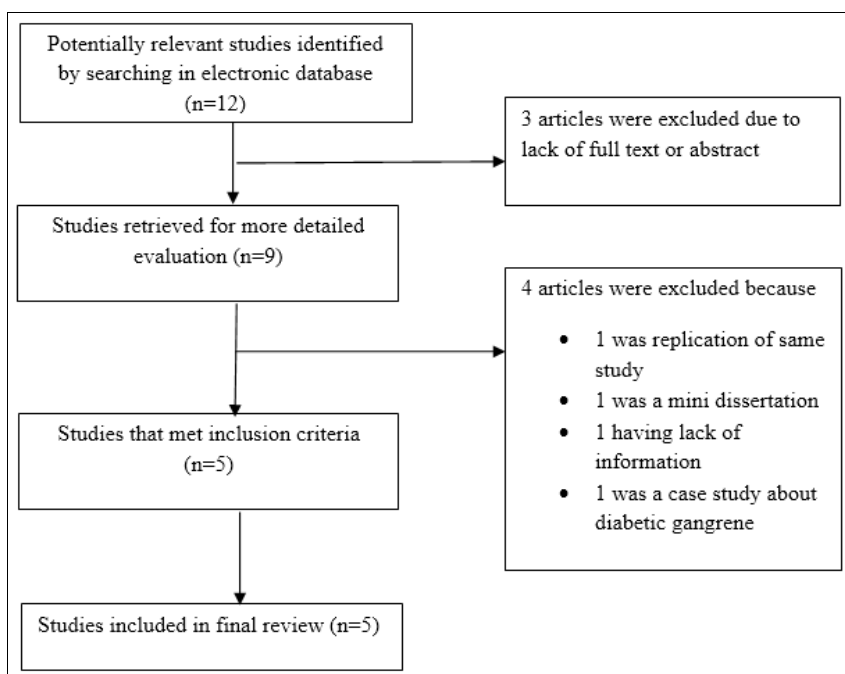 Potentially relevant studies identified
by searching in electronic database
(n=12)
3 articles were excluded due to
lack of full text or abstract
Studies retrieved for more detailed
evaluation (n=9)
4 articles were excluded because
• 1 was replication of same
study
• 1 was a mini dissertation
• 1 having lack of
information
• 1 was a case study about
diabetic gangrene
Studies that met inclusion criteria
(n=5)
Studies included in final review (n=5)